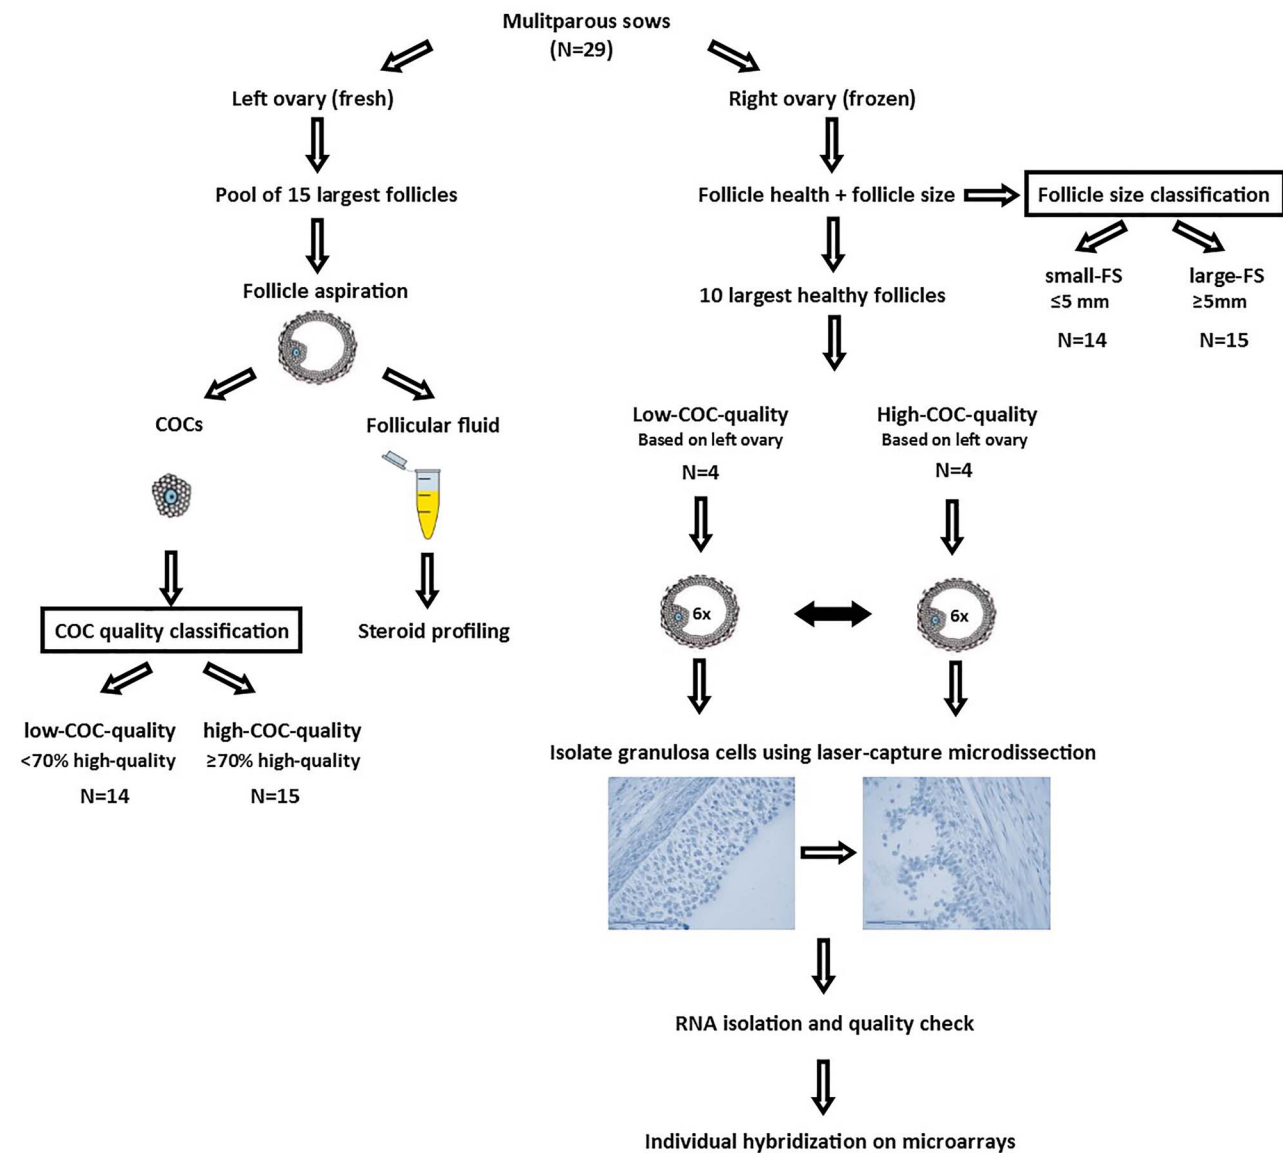 Mulitparous sows
(N=29)
Left ovary (fresh)
Right ovary (frozen)
Pool of 15 largest follicles
Follicle health + follicle size
Follicle size classification
small-FS
≤5 mm
N=14
large-FS
≥5mm
N=15
Follicle aspiration
10 largest healthy follicles
COCs
Follicular fluid
Low-COC-quality
Based on left ovary
N=4
High-COC-quality
Based on left ovary
N=4
6x
6x
COC quality classification
Steroid profiling
low-COC-quality
<70% high-quality
N=14
high-COC-quality
≥70% high-quality
N=15
Isolate granulosa cells using laser-capture microdissection
RNA isolation and quality check
Individual hybridization on microarrays